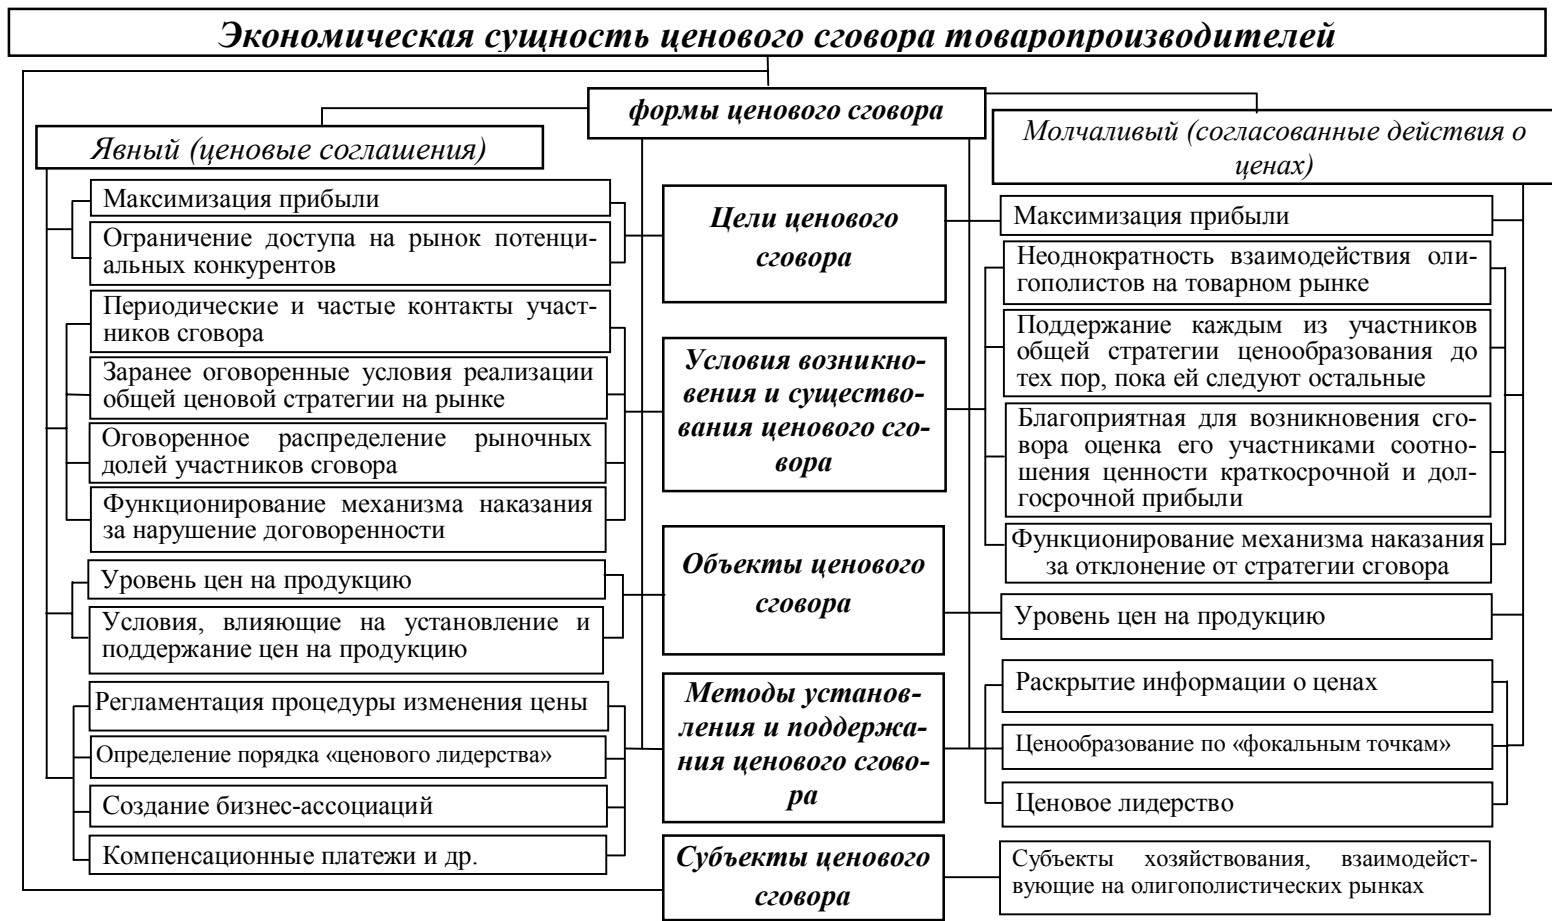 Экономическая сущность ценового сговора товаропроизводителей
формы ценового сговора
Явный (ценовые соглашения)
Молчаливый (согласованные действия о
ценах)
Максимизация прибыли
Ограничение доступа на рынок потенци-
альных конкурентов
Цели ценового
сговора
Максимизация прибыли
Периодические и частые контакты участ-
ников сговора
Заранее оговоренные условия реализации
общей ценовой стратегии на рынке
Оговоренное распределение рыночных
долей участников сговора
Функционирование механизма наказания
за нарушение договоренности
Условия возникно-
вения и существо-
вания ценового сго-
вора
Неоднократность взаимодействия оли-
гополистов на товарном рынке
Поддержание каждым из участников
общей стратегии ценообразования до
тех пор, пока ей следуют остальные
Благоприятная для возникновения сго-
вора оценка его участниками соотно-
шения ценности краткосрочной и дол-
госрочной прибыли
Функционирование механизма наказания
за отклонение от стратегии сговора
Уровень цен на продукцию
Условия, влияющие на установление и
поддержание цен на продукцию
Объекты ценового
сговора
Уровень цен на продукцию
Регламентация процедуры изменения цены
Определение порядка «ценового лидерства»
Создание бизнес-ассоциаций
Компенсационные платежи и др.
Методы установ-
ления и поддержа-
ния ценового сгово-
ра
Раскрытие информации о ценах
Ценообразование по «фокальным точкам»
Ценовое лидерство
Субъекты ценового
сговора
Субъекты хозяйствования, взаимодейст-
вующие на олигополистических рынках